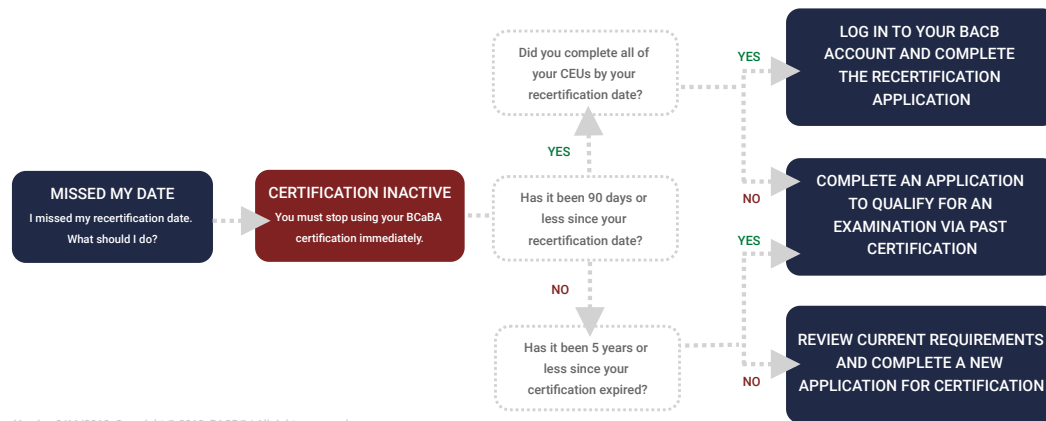 MISSED MY DATE
I missed my recertification date.
What should I do?
CERTIFICATION INACTIVE
You must stop using your BCaBA
certification immediately.
Has it been 90 days or
less since your
recertification date?
YES
Did you complete all of
your CEUs by your
recertification date?
YES
LOG IN TO YOUR BACB
ACCOUNT AND COMPLETE
THE RECERTIFICATION
APPLICATION
NO
COMPLETE AN APPLICATION
TO QUALIFY FOR AN
EXAMINATION VIA PAST
CERTIFICATION
NO
Has it been 5 years or
less since your
certification expired?
YES
NO
REVIEW CURRENT REQUIREMENTS
AND COMPLETE A NEW
APPLICATION FOR CERTIFICATION